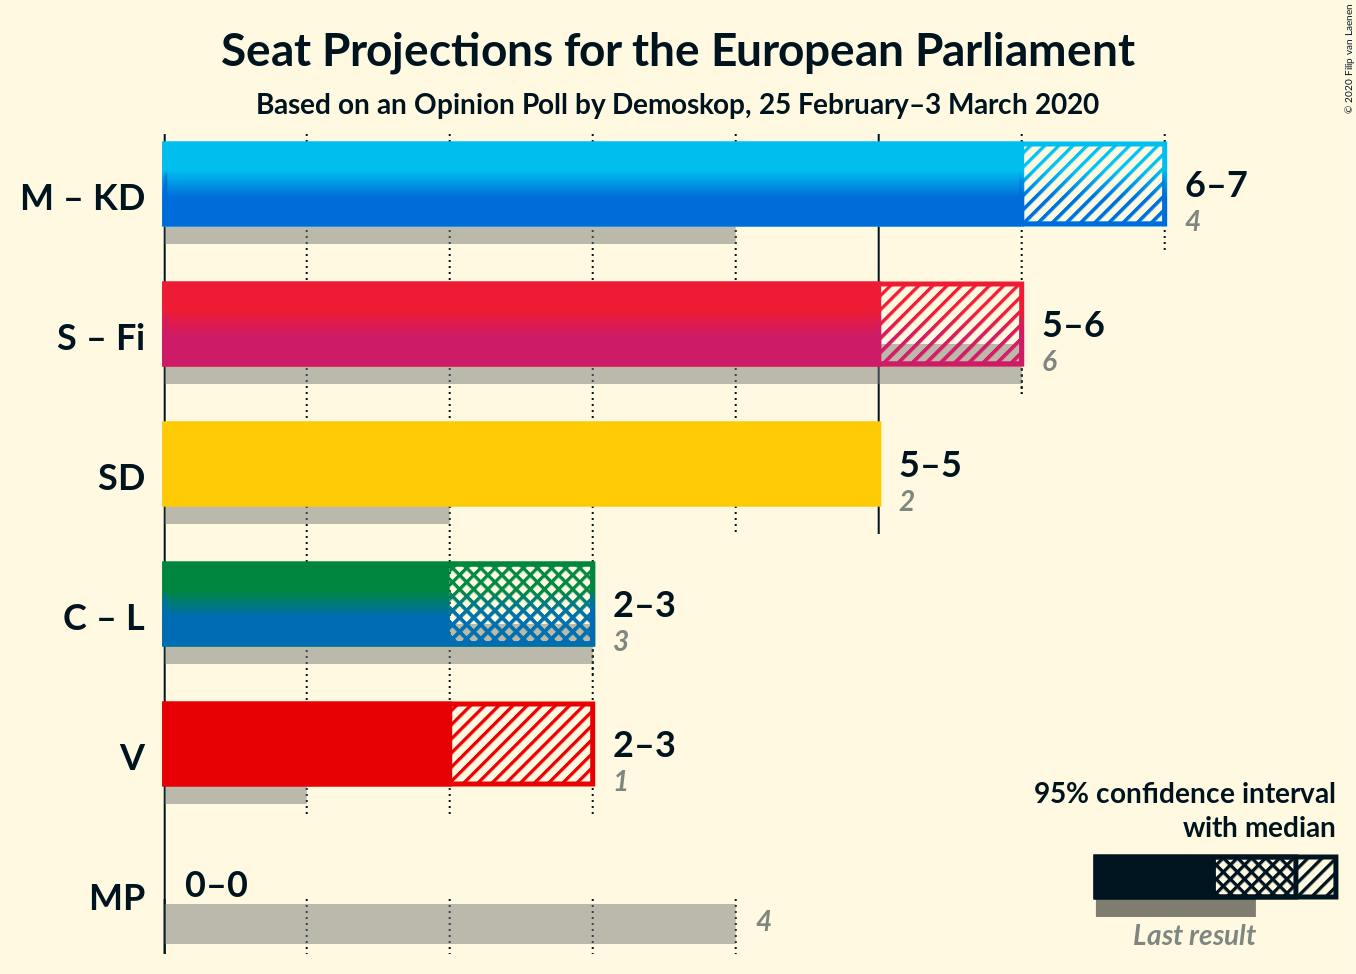 Seat Projections for the European Parliament
Based on an Opinion Poll by Demoskop, 25 February–3 March 2020
© 2020 Filip van Laenen
M – KD
6–7
4
S – Fi
5–6
6
SD
5–5
2
C – L
2–3
3
V
2–3
1
MP
0–0
4
95% confidence interval
with median
Last result